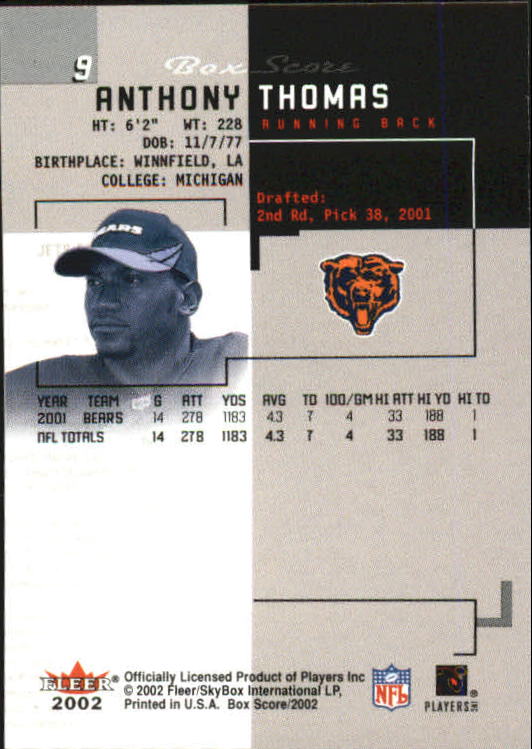 9
Box Score
ANTHONY THOMAS
HT: 6'2" WT: 228
RUNNING BACK
DOB: 11/7/77
BIRTHPLACE: WINNFIELD, LA
COLLEGE: MICHIGAN
Drafted:
2nd Rd, Pick 38, 2001
BEARS
YEAR TEAM G ATT YDS AVG TD 100/GM HI ATT HI YD HI TD
2001 BEARS 14 278 1183 4.3 7 4 33 188 1
NFL TOTALS 14 278 1183 4.3 7 4 33 188 1
FLEER®
2002
Officially Licensed Product of Players Inc
© 2002 Fleer/SkyBox International LP,
Printed in U.S.A. Box Score/2002
NFL
PLAYERS INC ®